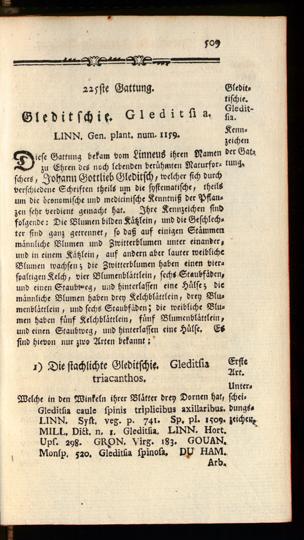 509
225ste Gattung.
Gleditschie. Gleditsia.
LINN. Gen. plant. num. 1159.
Gledit-
schie.
Gledit-
sia.
Kenn-
zeichen
der Gat-
tung.
Diese Gattung bekam vom Linneus ihren Namen
zu Ehren des noch lebenden berühmten Naturfor-
schers, Johann Gottlieb Gleditsch, welcher sich durch
verschiedene Schriften theils um die systematische, theils
um die ökonomische und medicinische Kenntniß der Pflan-
zen sehr verdient gemacht hat. Ihre Kennzeichen sind
folgende: Die Blumen bilden Kätzlein, und die Geschlech-
ter sind ganz getrennet, so daß auf einigen Stämmen
männliche Blumen und Zwitterblumen unter einander,
und in einem Kätzlein, auf andern aber lauter weibliche
Blumen wachsen; die Zwitterblumen haben einen vier-
spaltigen Kelch, vier Blumenblättlein, sechs Staubfäden,
und einen Staubweg, und hinterlassen eine Hülse; die
männliche Blumen haben drey Kelchblättlein, drey Blu-
menblättlein, und sechs Staubfäden; die weibliche Blu-
men haben fünf Kelchblättlein, fünf Blumenblättlein,
und einen Staubweg, und hinterlassen eine Hülse. Es
sind hievon nur zwo Arten bekannt;
1) Die stachlichte Gleditschie. Gleditsia
triacanthos.
Erste
Art.
Unter-
schei-
dungs-
zeichen.
Welche in den Winkeln ihrer Blätter drey Dornen hat,
Gleditsia caule spinis triplicibus axillaribus.
LINN. Syst. veg. p. 741. Sp. pl. 1509.
MILL. Dict. n. 1. Gleditsia. LINN. Hort.
Ups. 298. GRON. Virg. 183. GOUAN.
Monsp. 520. Gleditsia spinosa. DU HAM.
Arb.